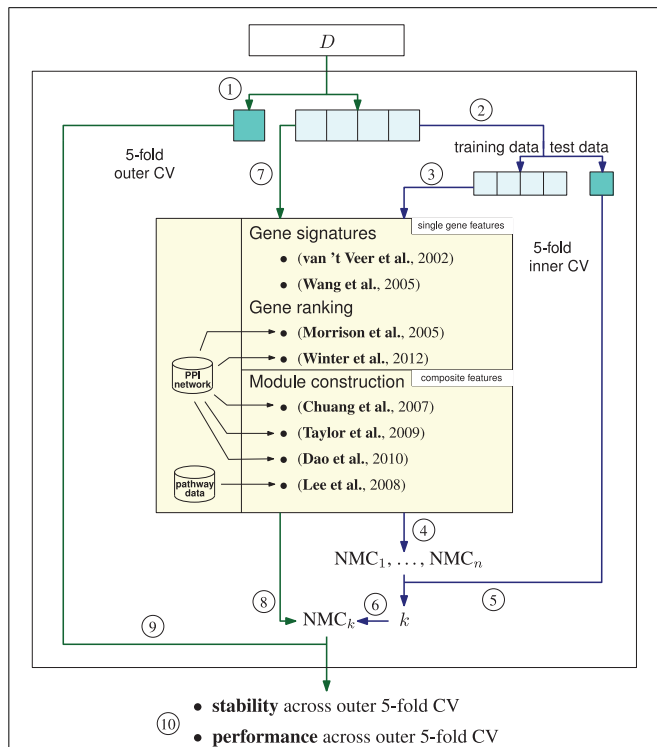 D
1
2
training data test data
5-fold
outer CV
7
3
single gene features
5-fold
inner CV
Gene signatures
• (van 't Veer et al., 2002)
• (Wang et al., 2005)
Gene ranking
• (Morrison et al., 2005)
• (Winter et al., 2012)
PPI
network
Module construction
composite features
• (Chuang et al., 2007)
• (Taylor et al., 2009)
• (Dao et al., 2010)
• (Lee et al., 2008)
pathway
data
4
NMC₁, …, NMCₙ
5
8
6
NMCₖ
k
9
10
• stability across outer 5-fold CV
• performance across outer 5-fold CV